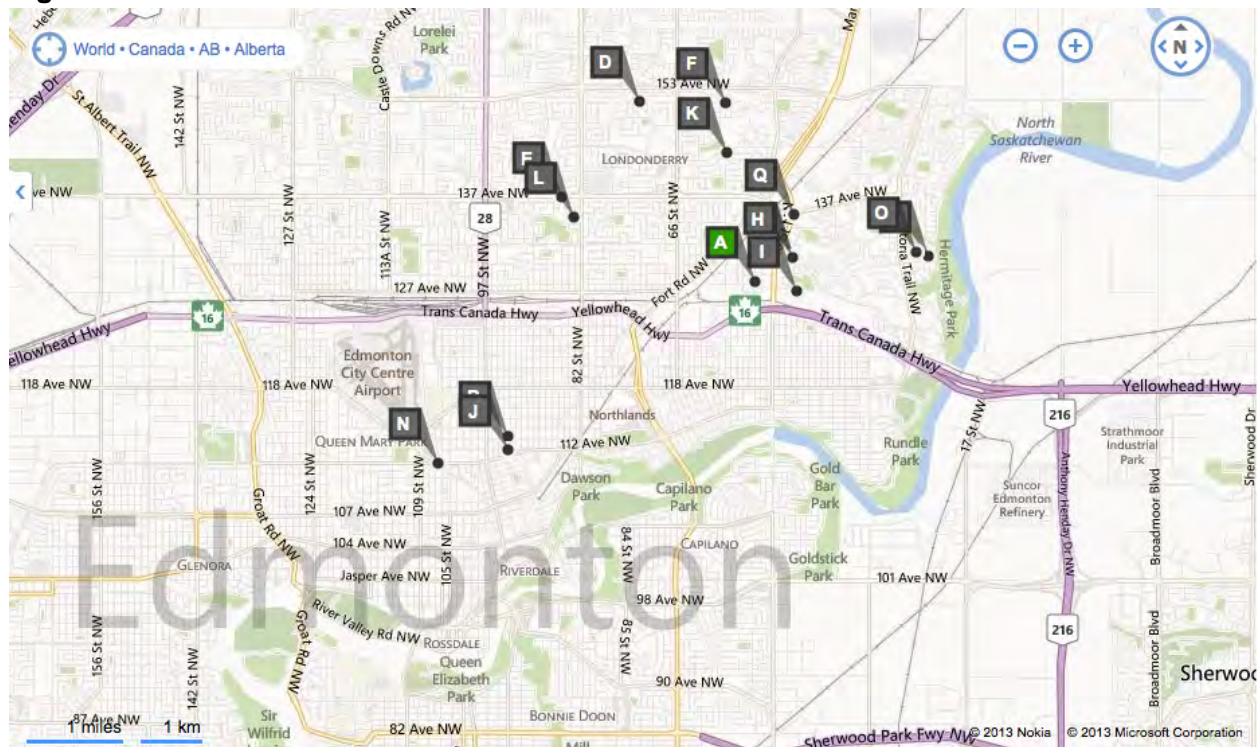 World • Canada • AB • Alberta
Lorelei
Park
Castle Downs Rd
St Albert Trail NW
142 St NW
D
F
153 Ave NW
K
LONDONDERRY
North
Saskatchewan
River
N
L
Q
137 Ave NW
137 Ave NW
28
127 St NW
113A St NW
97 St NW
66 St NW
H
O
A
I
Hermitage Park
127 Ave NW
Fort Rd NW
16
Trans Canada Hwy
Yellowhead Hwy
16
Trans Canada Hwy
Edmonton
City Centre
Airport
82 St NW
118 Ave NW
118 Ave NW
118 Ave NW
Yellowhead Hwy
216
J
N
QUEEN MARY PARK
Northlands
112 Ave NW
Rundle
Park
17 St NW
Strathmoor
Industrial
Park
Sherwood Dr
156 St NW
124 St NW
109 St NW
Dawson
Park
Capilano
Park
Gold
Bar
Park
Suncor
Edmonton
Refinery
Anthony Henday Dr NW
Broadmoor Blvd
107 Ave NW
Groat Rd NW
104 Ave NW
Edmonton
84 St NW
CAPILANO
Goldstick
Park
GLENORA
Jasper Ave NW
105 St NW
RIVERDALE
101 Ave NW
98 Ave NW
River Valley Rd NW
ROSSDALE
Groat Rd NW
85 St NW
216
156 St NW
142 St NW
Queen
Elizabeth
Park
90 Ave NW
Broadmoor Blvd
Sir
Wilfrid
BONNIE DOON
87 Ave NW
1 miles
1 km
82 Ave NW
Sherwood Park Fwy NW
© 2013 Nokia
© 2013 Microsoft Corporation